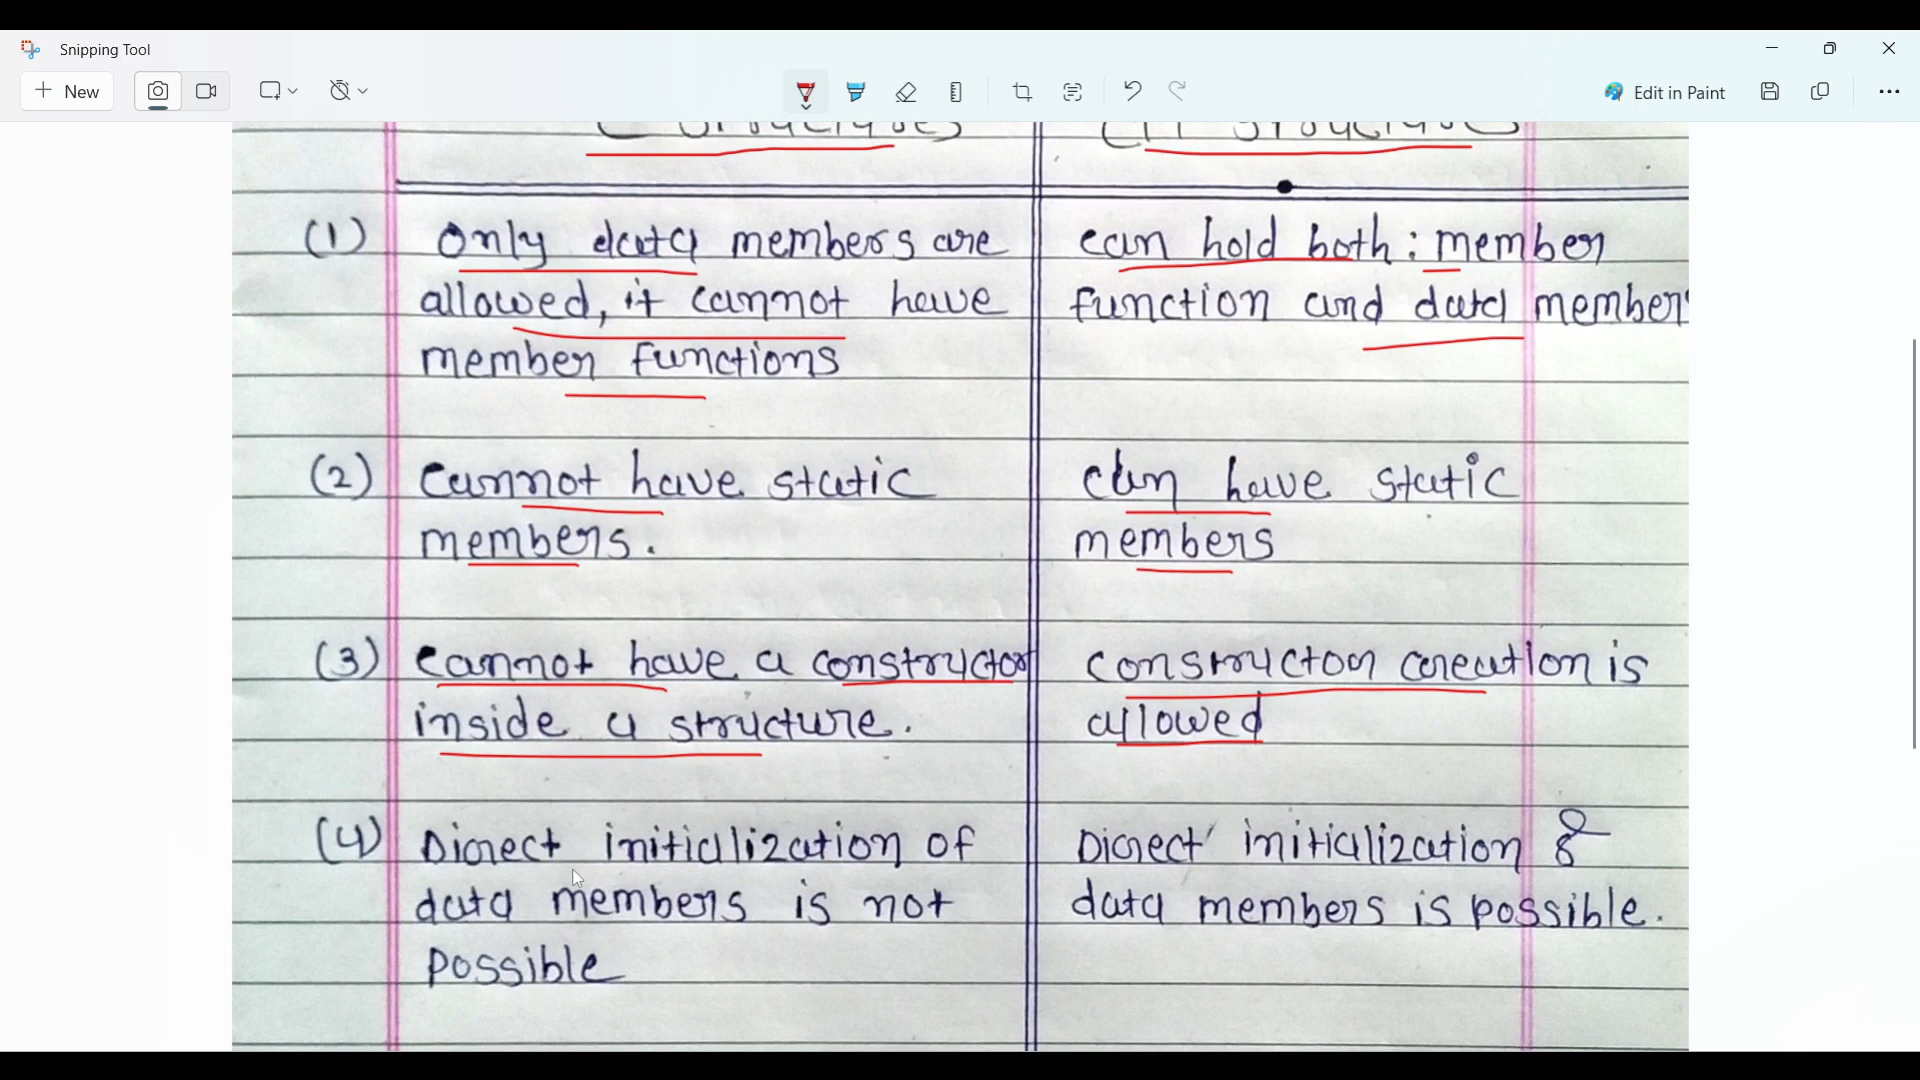 Snipping Tool
New
Edit in Paint
C Structures
C++ Structures
(1) Only data members are
allowed, it cannot have
member functions
can hold both : member
function and data member
(2) Cannot have static
members.
can have static
members
(3) Cannot have a constructor
inside a structure.
Constructor creation is
allowed
(4) Direct initialization of
data members is not
possible
Direct initialization &
data members is possible.